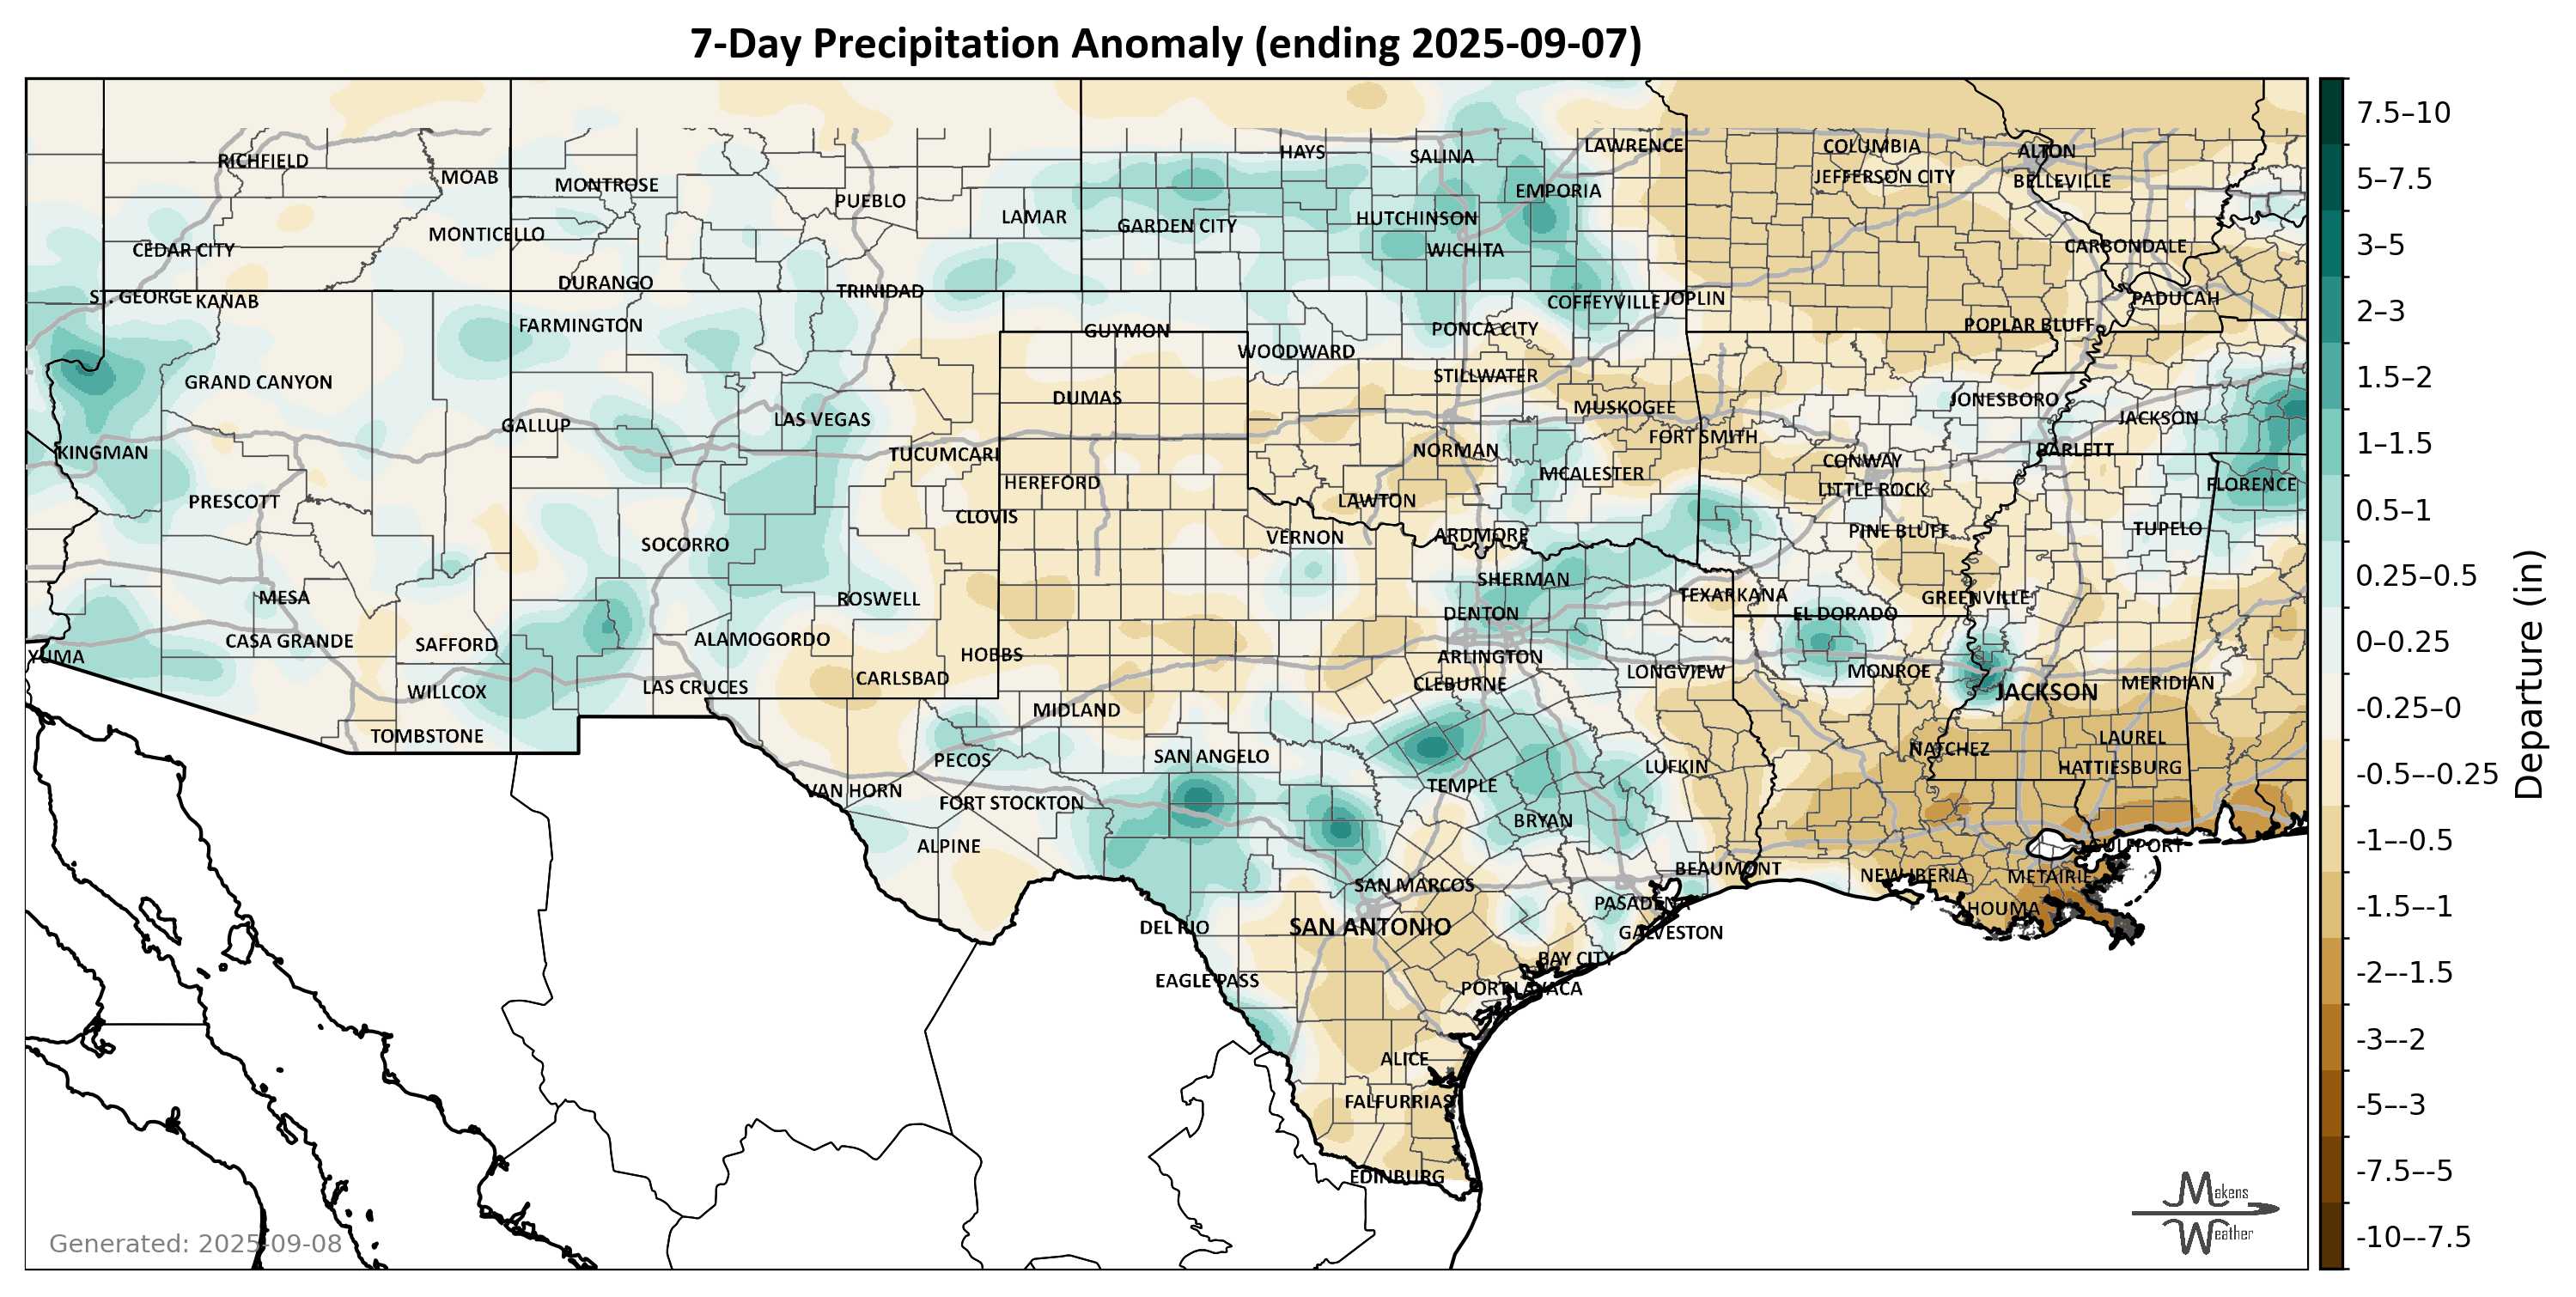 7-Day Precipitation Anomaly (ending 2025-09-07)
RICHFIELD
MOAB
MONTROSE
PUEBLO
LAMAR
HAYS
SALINA
LAWRENCE
COLUMBIA
ALTON
JEFFERSON CITY
BELLEVILLE
EMPORIA
GARDEN CITY
HUTCHINSON
WICHITA
MONTICELLO
CEDAR CITY
CARBONDALE
DURANGO
TRINIDAD
ST. GEORGE
KANAB
COFFEYVILLE
JOPLIN
PADUCAH
FARMINGTON
GUYMON
PONCA CITY
POPLAR BLUFF
WOODWARD
GRAND CANYON
STILLWATER
DUMAS
MUSKOGEE
JONESBORO
JACKSON
GALLUP
LAS VEGAS
FORT SMITH
KINGMAN
TUCUMCARI
NORMAN
BARLETT
CONWAY
MCALESTER
HEREFORD
FLORENCE
PRESCOTT
LAWTON
LITTLE ROCK
CLOVIS
PINE BLUFF
TUPELO
SOCORRO
VERNON
ARDMORE
SHERMAN
MESA
ROSWELL
TEXARKANA
GREENVILLE
DENTON
EL DORADO
CASA GRANDE
SAFFORD
ALAMOGORDO
YUMA
HOBBS
ARLINGTON
LONGVIEW
MONROE
CARLSBAD
CLEBURNE
MERIDIAN
WILLCOX
LAS CRUCES
JACKSON
MIDLAND
TOMBSTONE
LAUREL
NATCHEZ
PECOS
SAN ANGELO
LUFKIN
HATTIESBURG
VAN HORN
FORT STOCKTON
TEMPLE
BRYAN
ALPINE
GULFPORT
BEAUMONT
SAN MARCOS
NEW IBERIA
METAIRIE
PASADENA
HOUMA
DEL RIO
SAN ANTONIO
GALVESTON
BAY CITY
EAGLE PASS
PORT LAVACA
ALICE
FALFURRIAS
EDINBURG
7.5–10
5–7.5
3–5
2–3
1.5–2
1–1.5
0.5–1
0.25–0.5
0–0.25
-0.25–0
-0.5–-0.25
-1–-0.5
-1.5–-1
-2–-1.5
-3–-2
-5–-3
-7.5–-5
-10–-7.5
Departure (in)
Generated: 2025-09-08
Makens
Weather